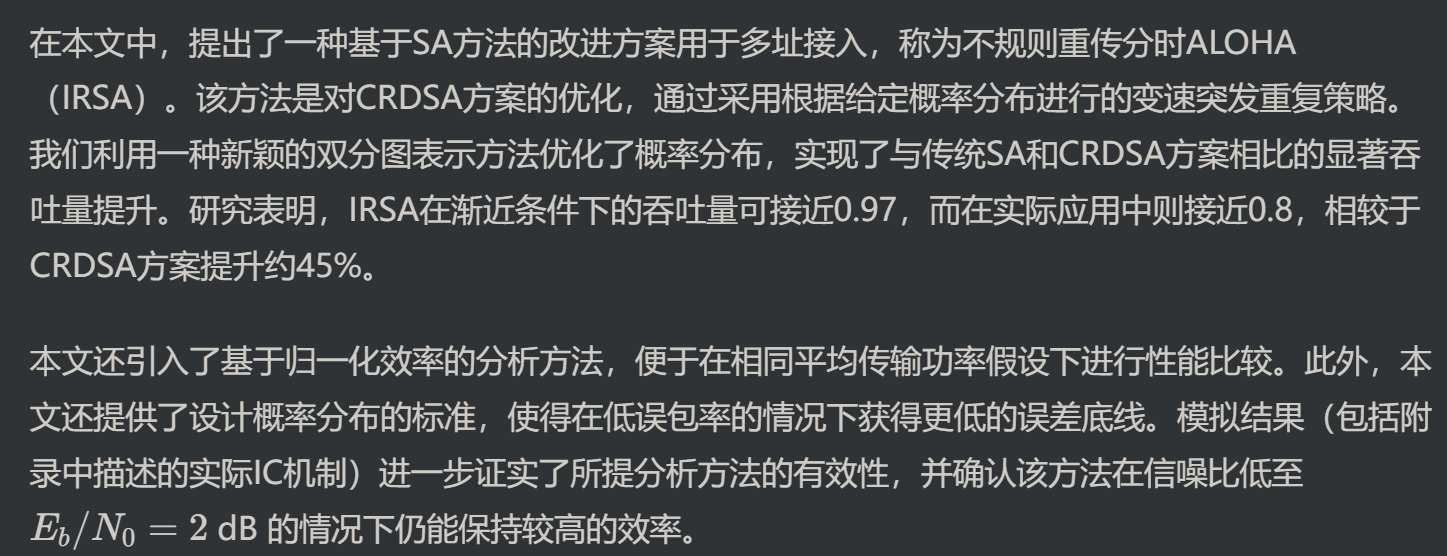 在本文中，提出了一种基于SA方法的改进方案用于多址接入，称为不规则重传分时ALOHA
（IRSA）。该方法是对CRDSA方案的优化，通过采用根据给定概率分布进行的变速突发重复策略。
我们利用一种新颖的双分图表示方法优化了概率分布，实现了与传统SA和CRDSA方案相比的显著吞
吐量提升。研究表明，IRSA在渐近条件下的吞吐量可接近0.97，而在实际应用中则接近0.8，相较于
CRDSA方案提升约45%。
本文还引入了基于归一化效率的分析方法，便于在相同平均传输功率假设下进行性能比较。此外，本
文还提供了设计概率分布的标准，使得在低误包率的情况下获得更低的误差底线。模拟结果（包括附
录中描述的实际IC机制）进一步证实了所提分析方法的有效性，并确认该方法在信噪比低至
E_b/N_0 = 2 dB 的情况下仍能保持较高的效率。